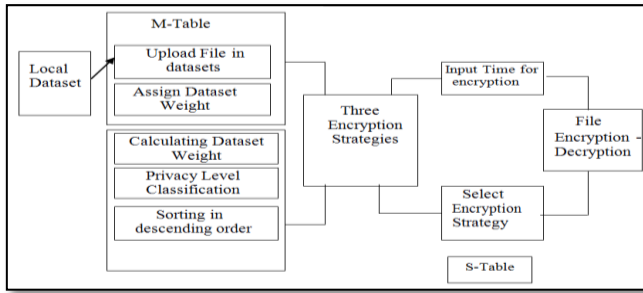 M-Table
Local
Dataset
Upload File in
datasets
Assign Dataset
Weight
Calculating Dataset
Weight
Privacy Level
Classification
Sorting in
descending order
Three
Encryption
Strategies
Input Time for
encryption
Select
Encryption
Strategy
File
Encryption -
Decryption
S-Table